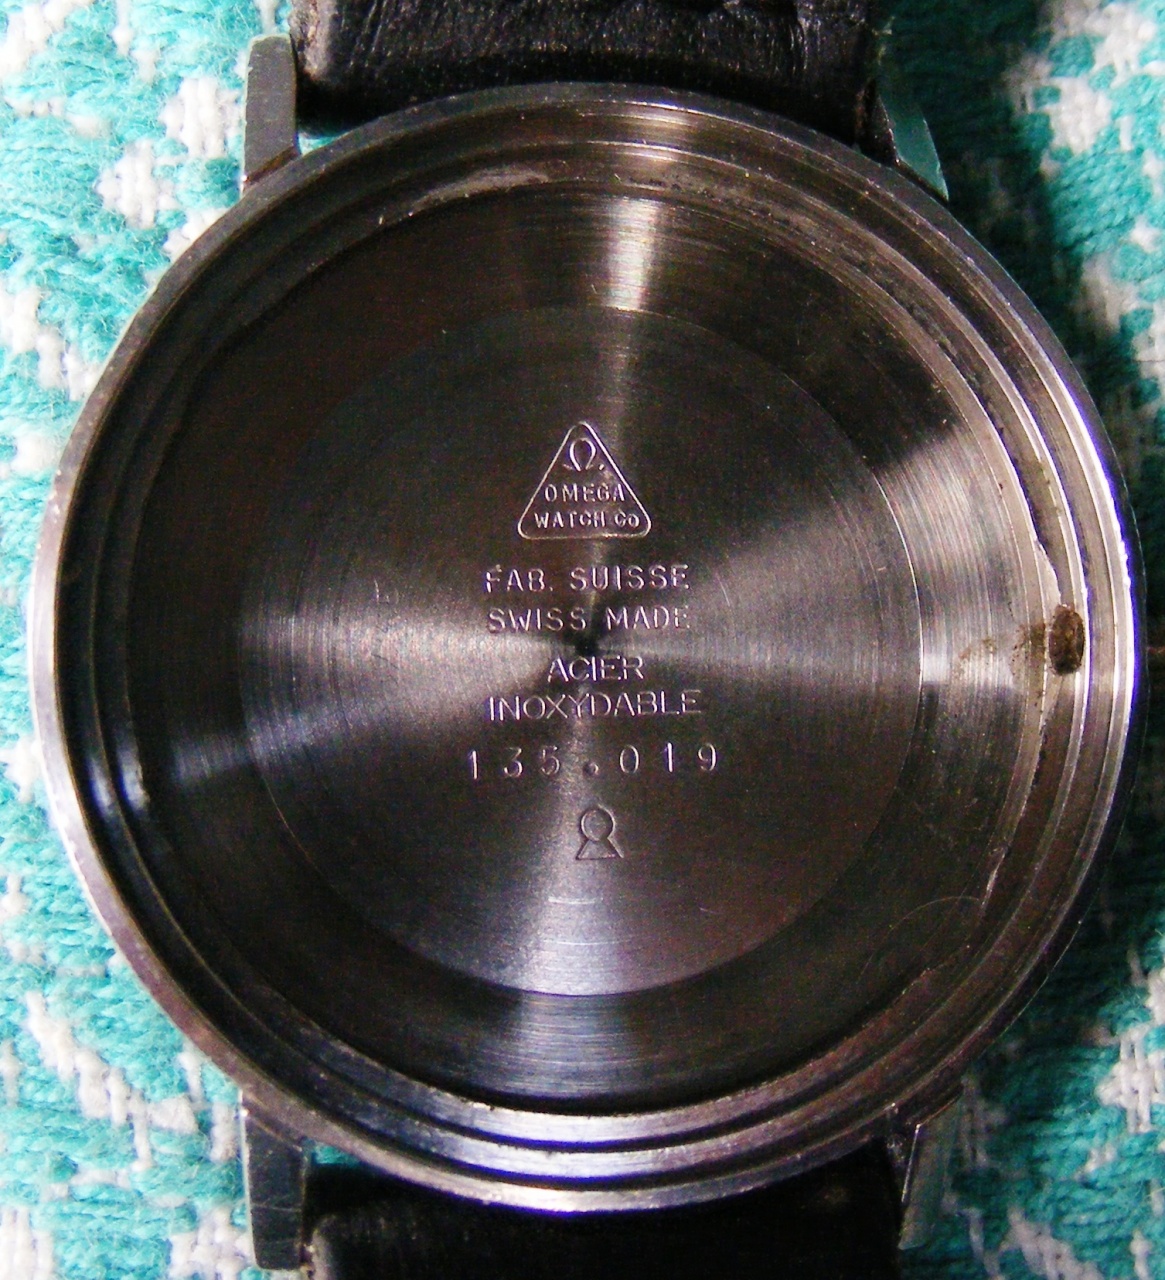 Ω
OMEGA
WATCH Co
FAB. SUISSE
SWISS MADE
ACIER
INOXYDABLE
135.019